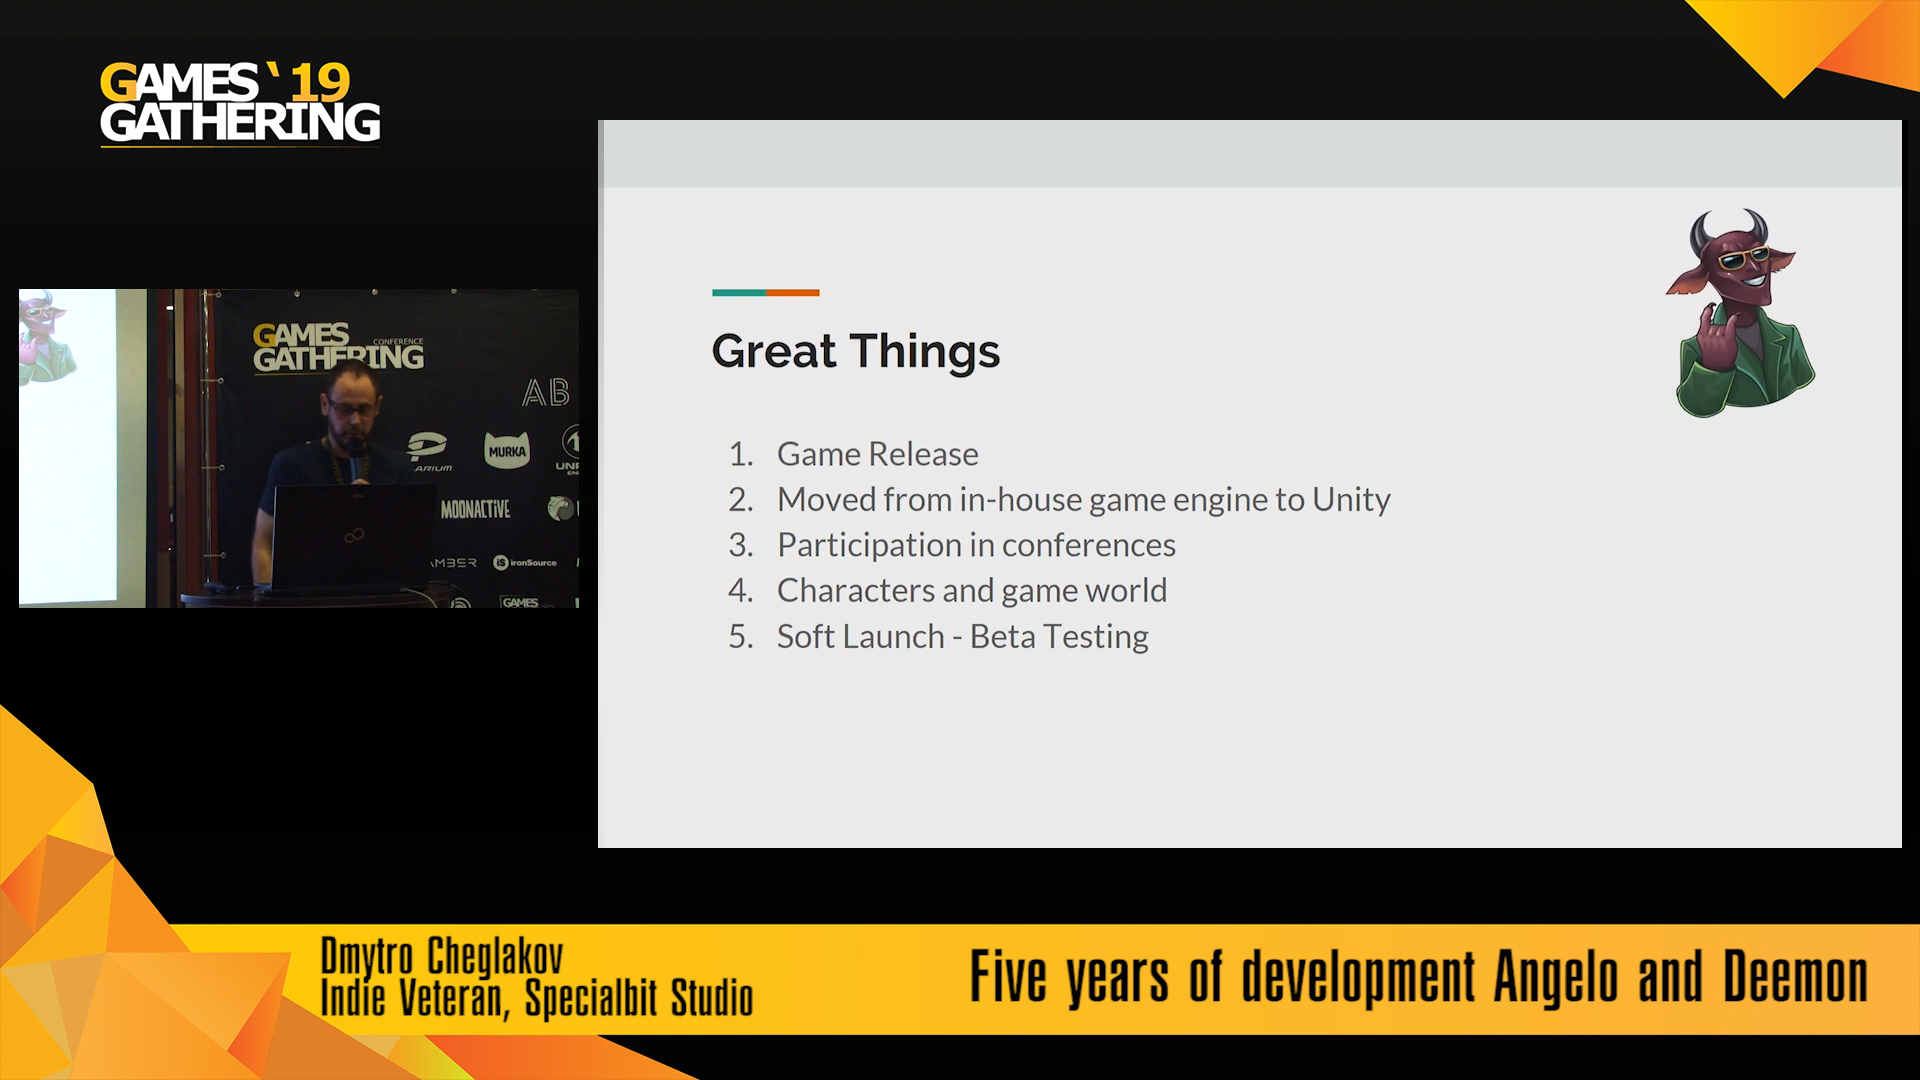 GAMES `19
GATHERING
Great Things
1. Game Release
2. Moved from in-house game engine to Unity
3. Participation in conferences
4. Characters and game world
5. Soft Launch - Beta Testing
GAMES
CONFERENCE
GATHERING
AB
ARIUM
MURKA
MOONACTIVE
ironSource
GAMES
Dmytro Cheglakov
Indie Veteran, Specialbit Studio
Five years of development Angelo and Deemon